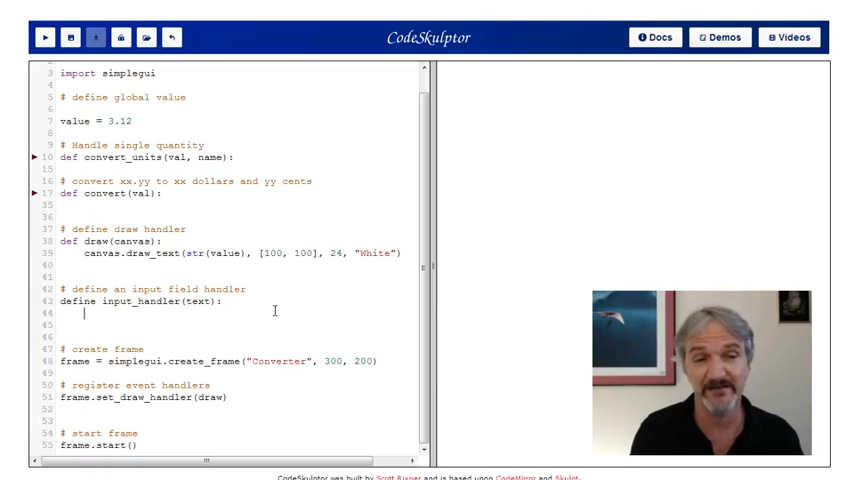 CodeSkulptor
Docs
Demos
Videos
3 import simplegui
4
5 # define global value
6
7 value = 3.12
8
9 # Handle single quantity
10 def convert_units(val, name):
15
16 # convert xx.yy to xx dollars and yy cents
17 def convert(val):
35
36
37 # define draw handler
38 def draw(canvas):
39 canvas.draw_text(str(value), [100, 100], 24, "White")
40
41
42 # define an input field handler
43 define input_handler(text):
44
45
46
47 # create frame
48 frame = simplegui.create_frame("Converter", 300, 200)
49
50 # register event handlers
51 frame.set_draw_handler(draw)
52
53
54 # start frame
55 frame.start()
CodeSkulptor was built by Scott Rixner and is based upon CodeMirror and Skulpt.